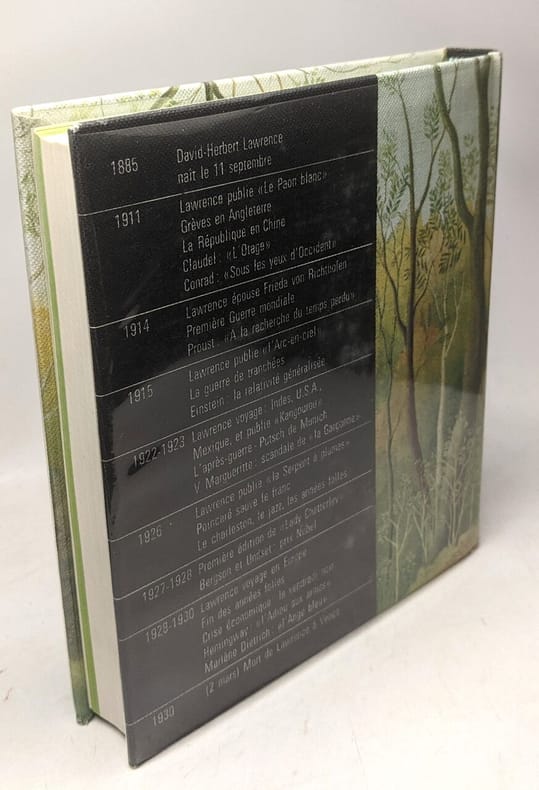 1885 David-Herbert Lawrence
naît le 11 septembre
1911 Lawrence publie «Le Paon blanc»
Grèves en Angleterre
La République en Chine
Claudel : «L'Otage»
Conrad : «Sous les yeux d'Occident»
1914 Lawrence épouse Frieda von Richthofen
Première Guerre mondiale
Proust : «A la recherche du temps perdu»
1915 Lawrence publie «l'Arc-en-ciel»
La guerre de tranchées
Einstein : la relativité généralisée
1922-1923 Lawrence voyage : Indes, U.S.A.,
Mexique, et publie «Kangourou»
L'après-guerre - Putsch de Munich
V. Margueritte : scandale de «la Garçonne»
1926 Lawrence publie «le Serpent à plumes»
Poincaré sauve le franc
Le charleston, le jazz, les années folles
1927-1928 Première édition de «Lady Chatterley»
Bergson et Undset : prix Nobel
1928-1930 Lawrence voyage en Europe
Fin des années folles
Crise économique : le vendredi noir
Hemingway : «l'Adieu aux armes»
Marlène Dietrich : «l'Ange bleu»
1930 (2 mars) Mort de Lawrence à Vence